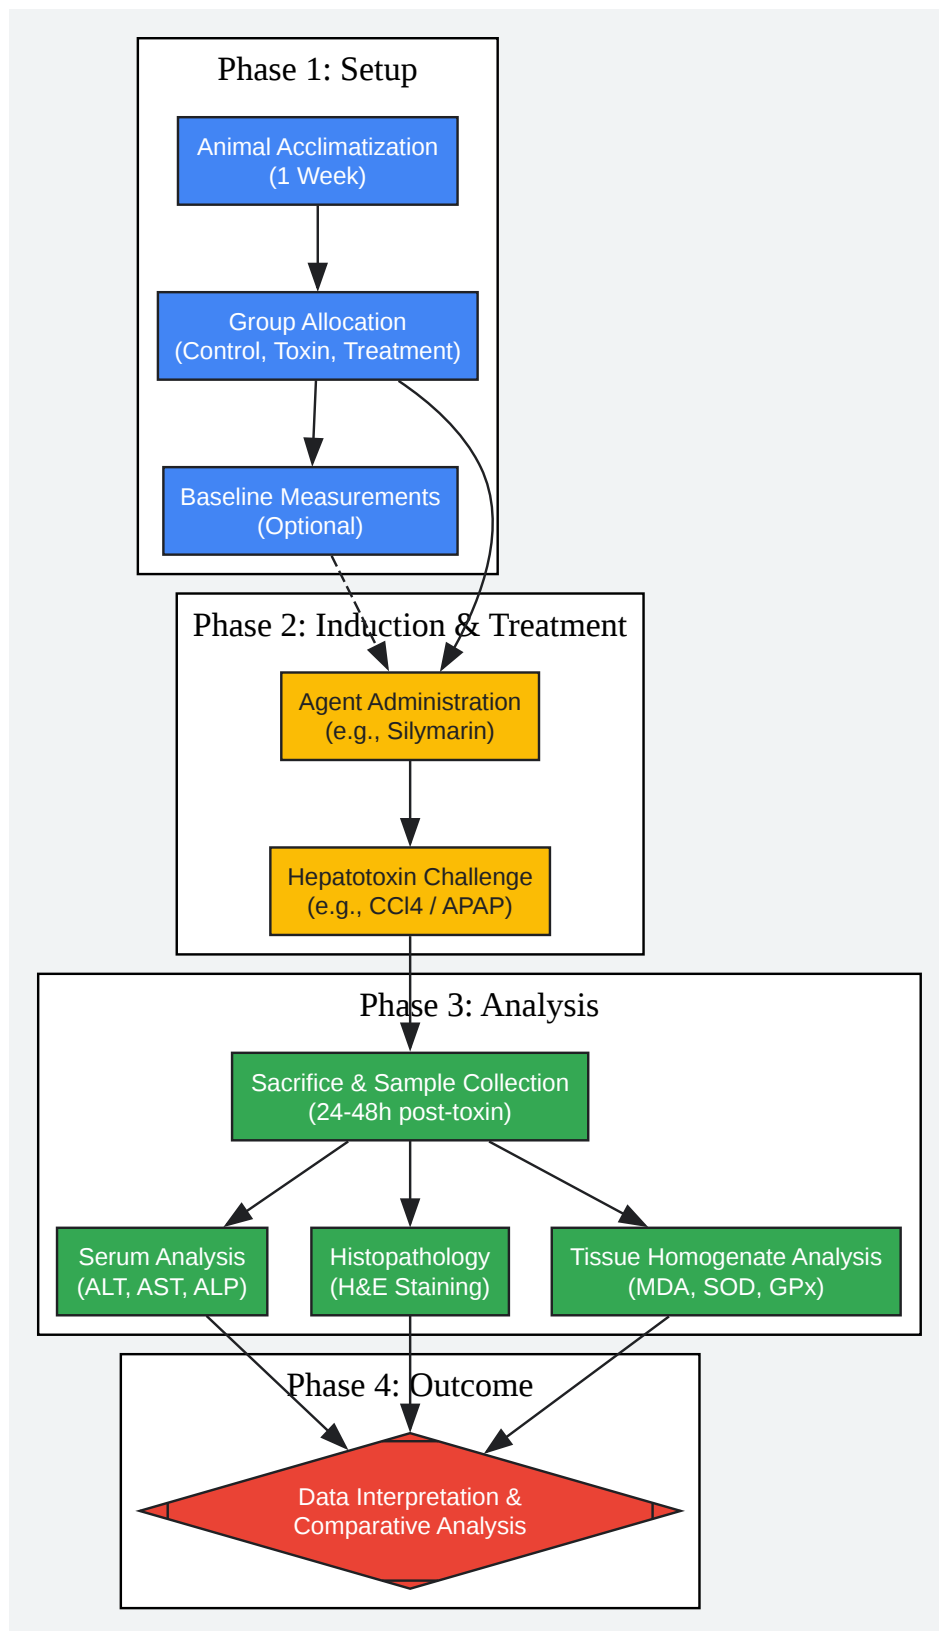 Phase 1: Setup
Animal Acclimatization
(1 Week)
Group Allocation
(Control, Toxin, Treatment)
Baseline Measurements
(Optional)
Phase 2: Induction & Treatment
Agent Administration
(e.g., Silymarin)
Hepatotoxin Challenge
(e.g., CCl4 / APAP)
Phase 3: Analysis
Sacrifice & Sample Collection
(24-48h post-toxin)
Serum Analysis
(ALT, AST, ALP)
Histopathology
(H&E Staining)
Tissue Homogenate Analysis
(MDA, SOD, GPx)
Phase 4: Outcome
Data Interpretation &
Comparative Analysis